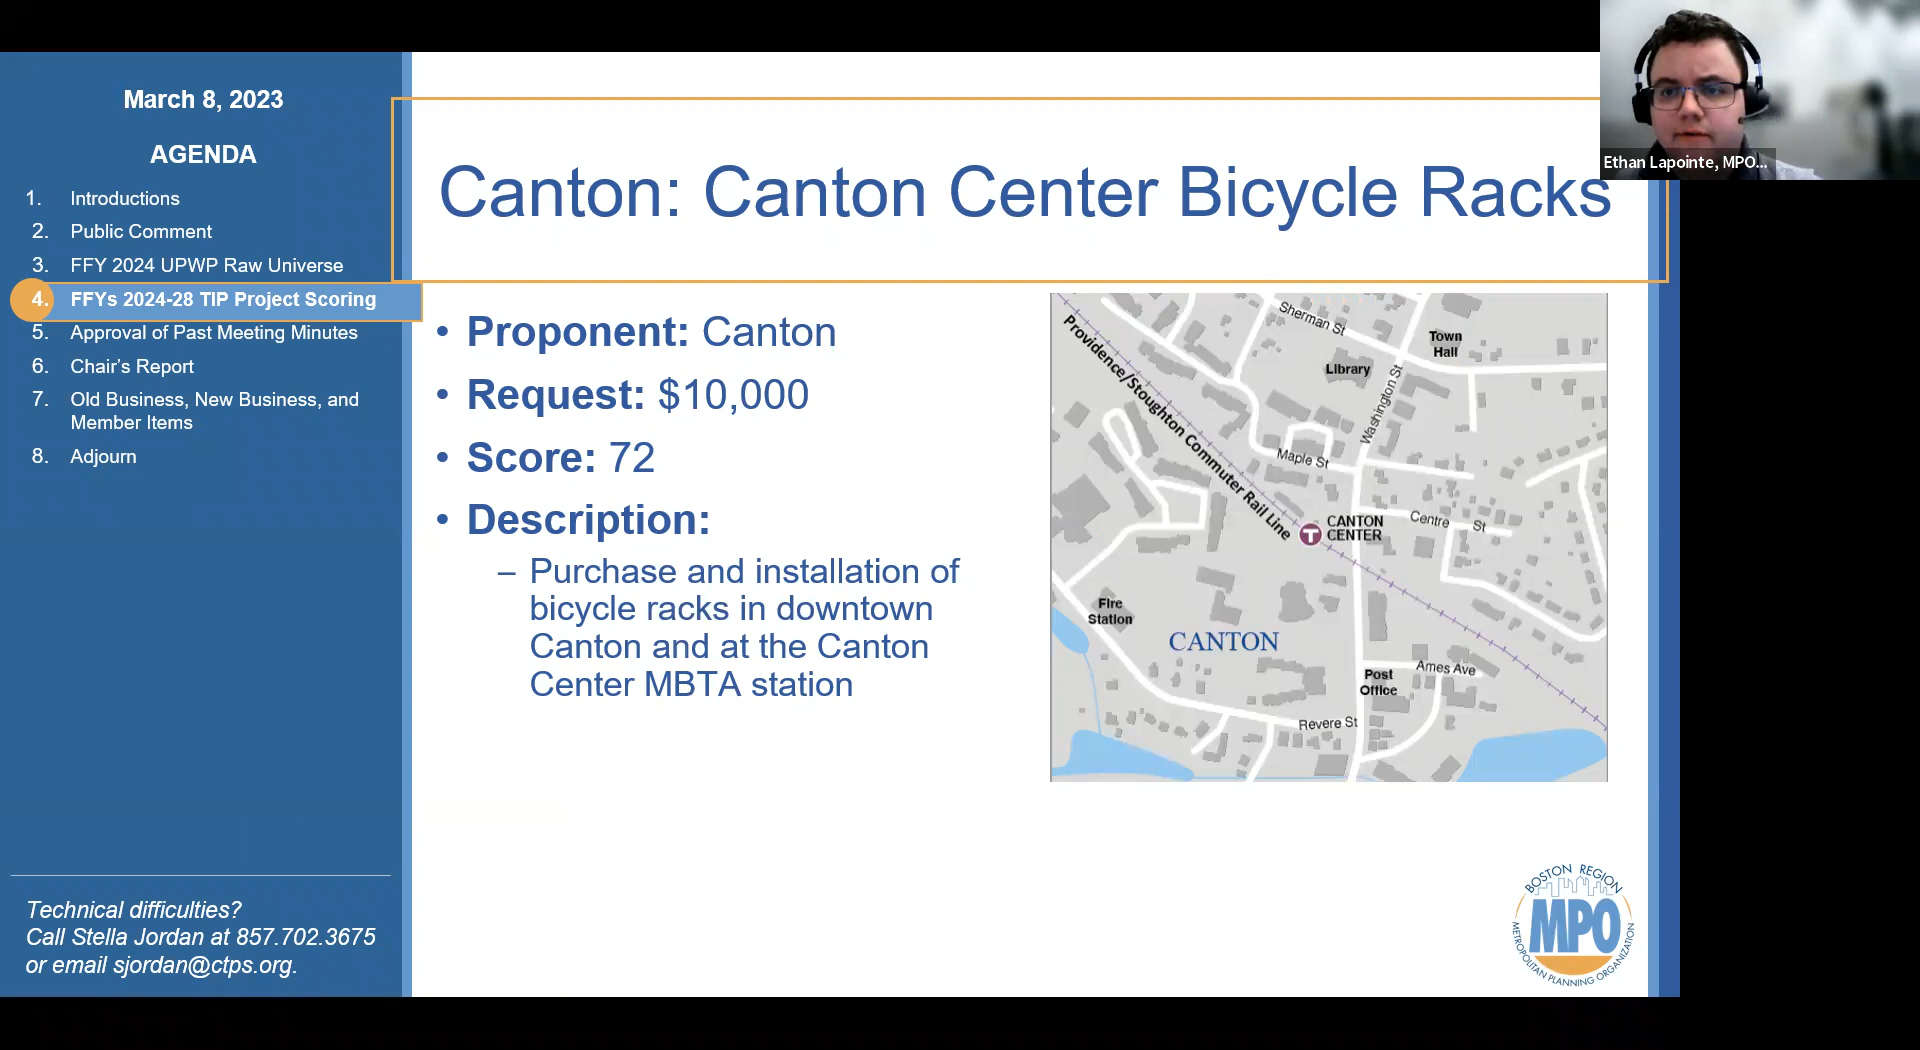 March 8, 2023
AGENDA
1. Introductions
2. Public Comment
3. FFY 2024 UPWP Raw Universe
4. FFYs 2024-28 TIP Project Scoring
5. Approval of Past Meeting Minutes
6. Chair's Report
7. Old Business, New Business, and
Member Items
8. Adjourn
Technical difficulties?
Call Stella Jordan at 857.702.3675
or email sjordan@ctps.org.
Canton: Canton Center Bicycle Racks
• Proponent: Canton
• Request: $10,000
• Score: 72
• Description:
– Purchase and installation of
bicycle racks in downtown
Canton and at the Canton
Center MBTA station
Sherman St
Town
Hall
Library
Washington St
Providence/Stoughton Commuter Rail Line
Maple St
Centre St
T
CANTON
CENTER
Fire
Station
CANTON
Ames Ave
Post
Office
Revere St
BOSTON REGION
MPO
METROPOLITAN PLANNING ORGANIZATION
Ethan Lapointe, MPO...